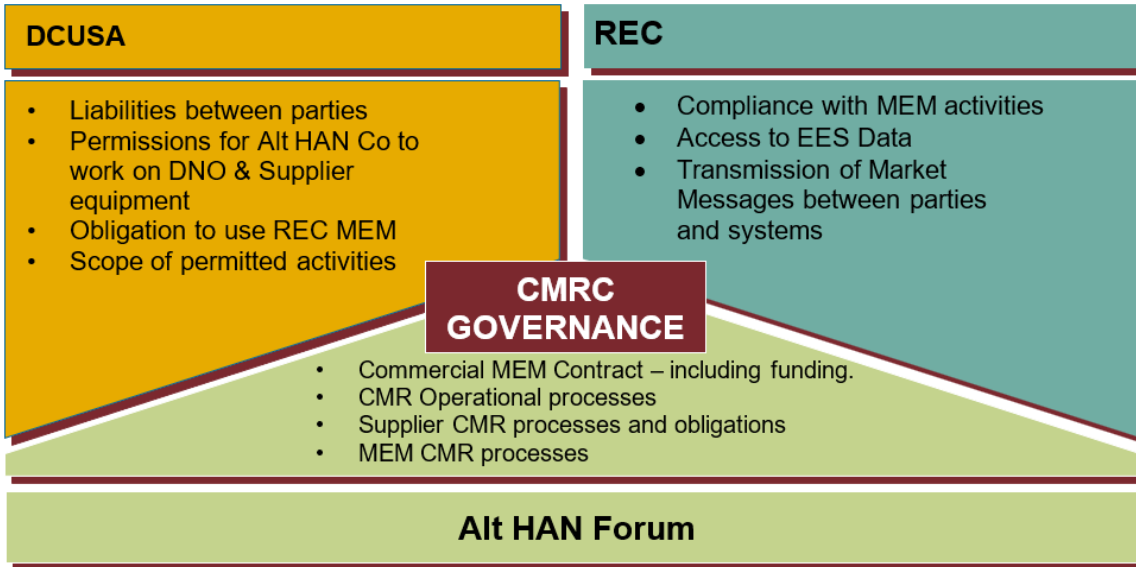 DCUSA
• Liabilities between parties
• Permissions for Alt HAN Co to
work on DNO & Supplier
equipment
• Obligation to use REC MEM
• Scope of permitted activities
REC
• Compliance with MEM activities
• Access to EES Data
• Transmission of Market
Messages between parties
and systems
CMRC
GOVERNANCE
• Commercial MEM Contract – including funding.
• CMR Operational processes
• Supplier CMR processes and obligations
• MEM CMR processes
Alt HAN Forum